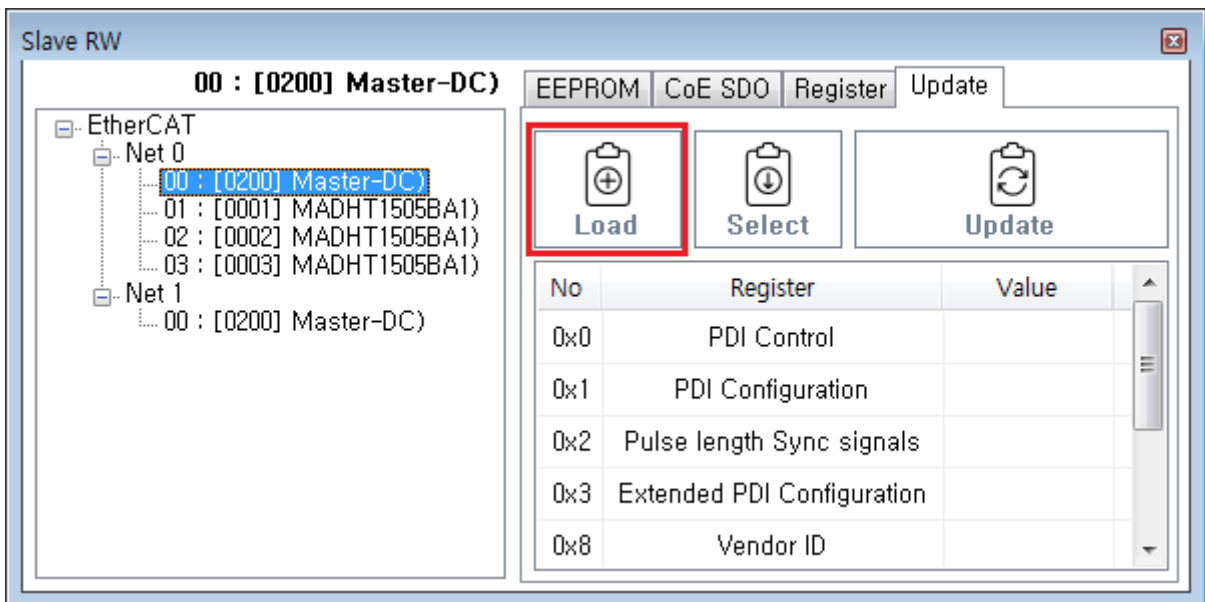 Slave RW
00 : [0200] Master-DC)
EtherCAT
Net 0
00 : [0200] Master-DC)
01 : [0001] MADHT1505BA1)
02 : [0002] MADHT1505BA1)
03 : [0003] MADHT1505BA1)
Net 1
00 : [0200] Master-DC)
EEPROM CoE SDO Register Update
Load Select Update
No Register Value
0x0 PDI Control
0x1 PDI Configuration
0x2 Pulse length Sync signals
0x3 Extended PDI Configuration
0x8 Vendor ID